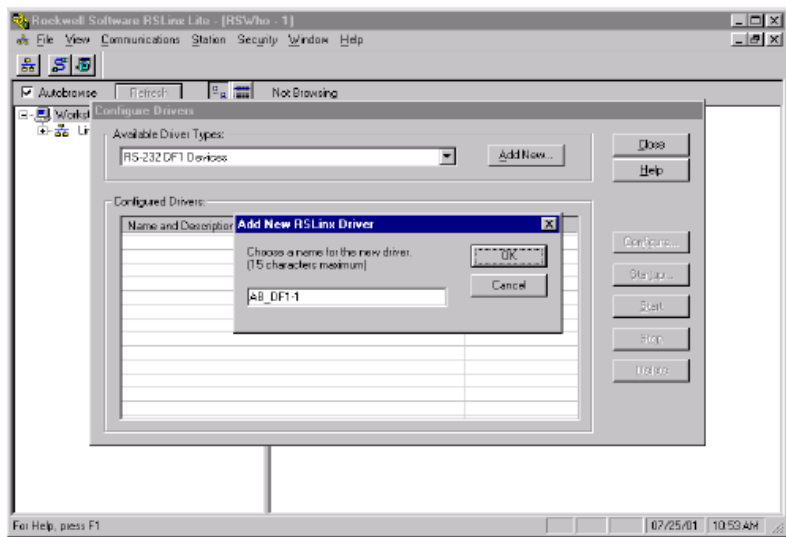 Rockwell Software RSLinx Lite - [RSWho - 1]
File View Communications Station Security Window Help
Autobrowse Refresh Not Browsing
Workst
Lin
Configure Drivers
Available Driver Types:
RS-232 DF1 Devices
Add New...
Close
Help
Configured Drivers:
Name and Description
Add New RSLinx Driver
Choose a name for the new driver.
(15 characters maximum)
OK
Cancel
AB_DF1-1
Configure...
Startup...
Start
Stop
Delete
For Help, press F1
07/25/01 10:53 AM